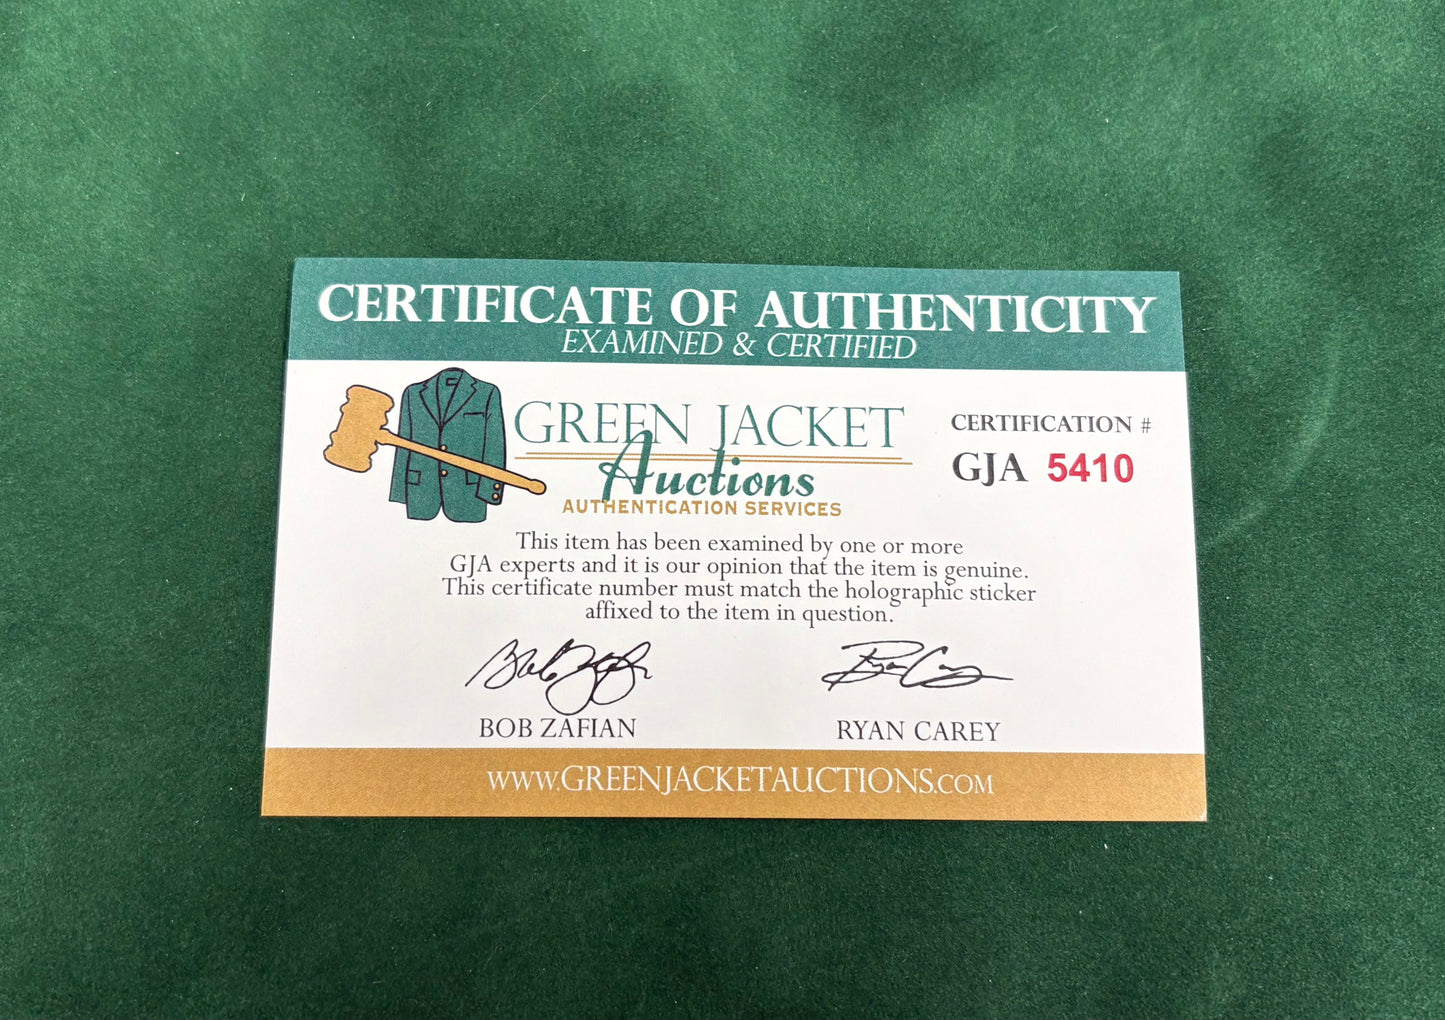 CERTIFICATE OF AUTHENTICITY
EXAMINED & CERTIFIED
GREEN JACKET
Auctions
AUTHENTICATION SERVICES
CERTIFICATION #
GJA 5410
This item has been examined by one or more
GJA experts and it is our opinion that the item is genuine.
This certificate number must match the holographic sticker
affixed to the item in question.
BOB ZAFIAN
RYAN CAREY
WWW.GREENJACKETAUCTIONS.COM